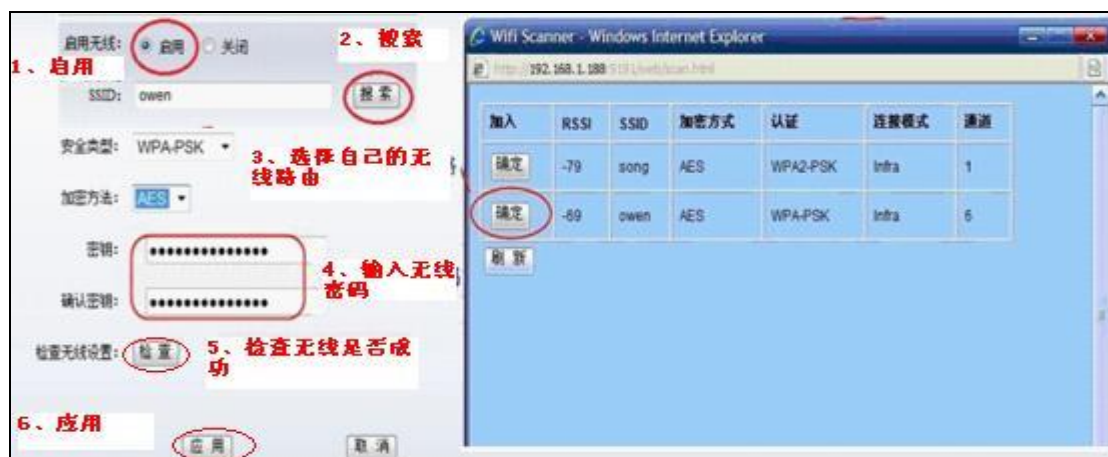 启用无线: 启用 关闭
2、搜索
1、启用
SSID: owen 搜 索
安全类型: WPA-PSK
3、选择自己的无
线路由
加密方法: AES
密钥: ●●●●●●●●●●●●●●
4、输入无线
密码
确认密钥: ●●●●●●●●●●●●●●
检查无线设置: 检 查
5、检查无线是否成
功
6、应用
应 用 取 消
Wifi Scanner - Windows Internet Explorer
http://192.168.1.188
加入 RSSI SSID 加密方式 认证 连接模式 通道
确定 -79 song AES WPA2-PSK Infra 1
确定 -69 owen AES WPA-PSK Infra 6
刷 新